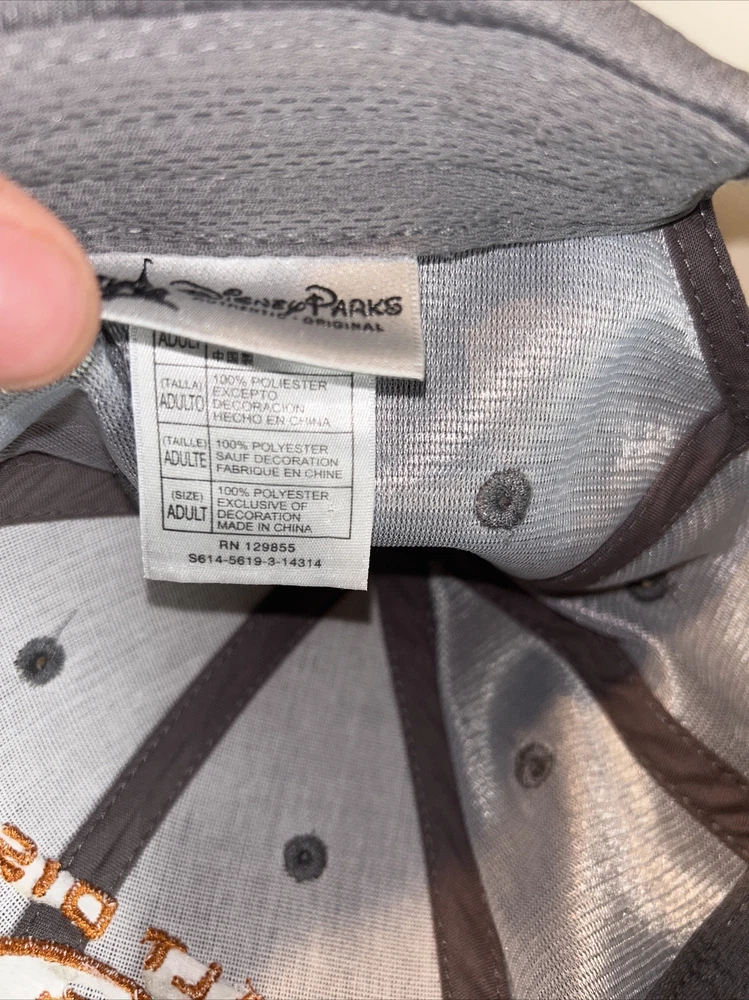 DISNEY PARKS
AUTHENTIC • ORIGINAL
ADULT
中国製
(TALLA) 100% POLIESTER
ADUL​TO EXCEPTO
DECORACION
HECHO EN CHINA
(TAILLE) 100% POLYESTER
ADULTE SAUF DECORATION
FABRIQUE EN CHINE
(SIZE) 100% POLYESTER
ADULT EXCLUSIVE OF
DECORATION
MADE IN CHINA
RN 129855
S614-5619-3-14314